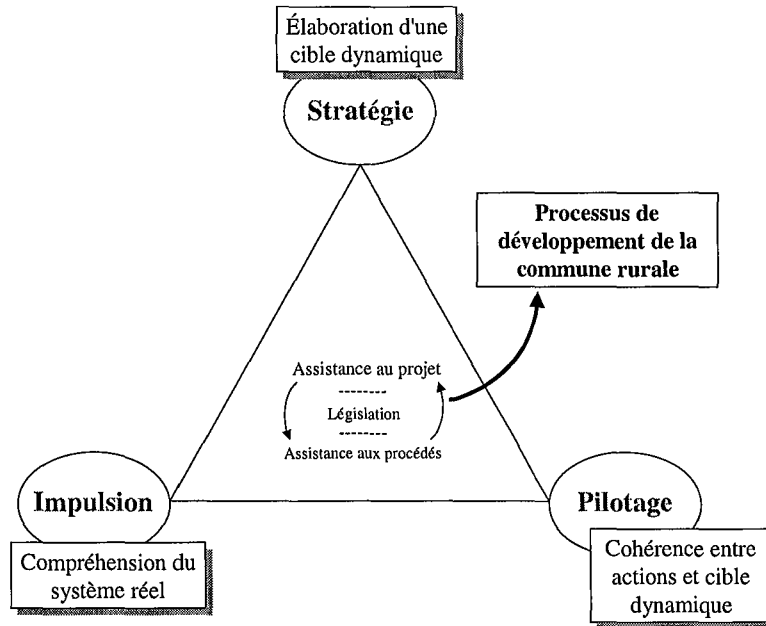 Élaboration d'une
cible dynamique
Stratégie
Processus de
développement de la
commune rurale
Assistance au projet
---------
Législation
---------
Assistance aux procédés
Impulsion
Compréhension du
système réel
Pilotage
Cohérence entre
actions et cible
dynamique